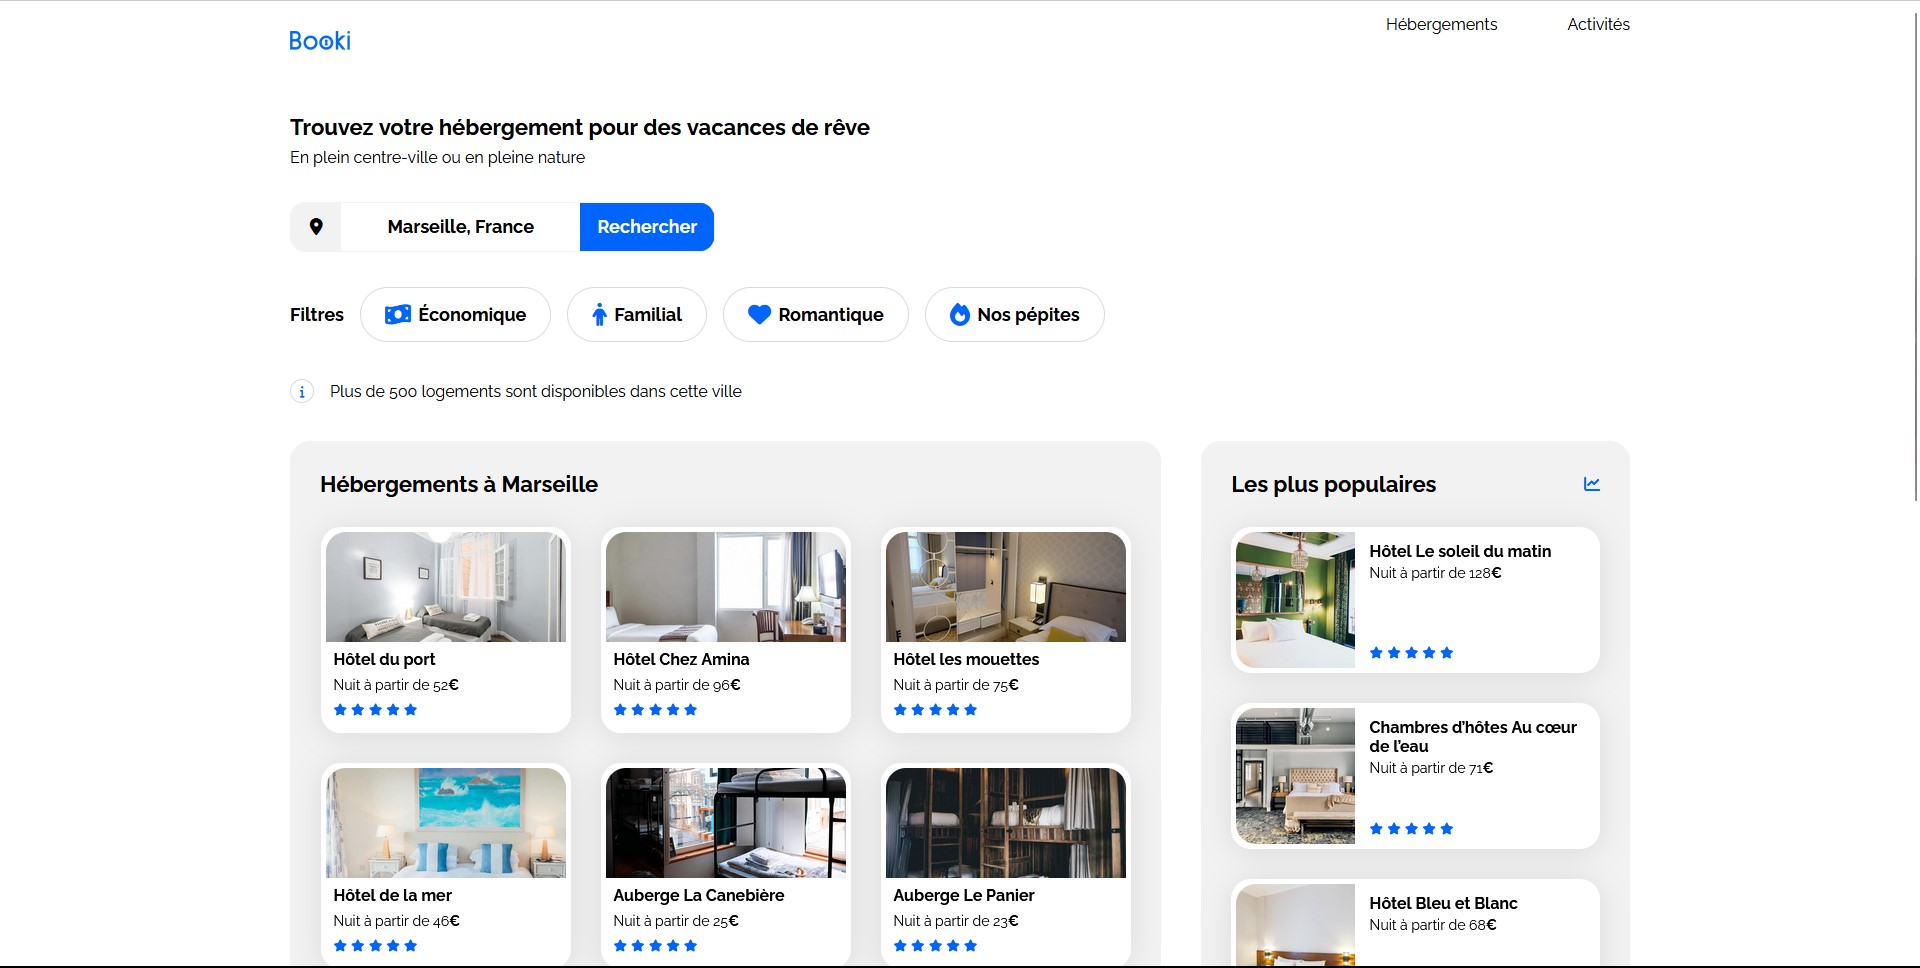 Booki
Hébergements
Activités
Trouvez votre hébergement pour des vacances de rêve
En plein centre-ville ou en pleine nature
Marseille, France
Rechercher
Filtres
Économique
Familial
Romantique
Nos pépites
Plus de 500 logements sont disponibles dans cette ville
Hébergements à Marseille
Hôtel du port
Nuit à partir de 52€
Hôtel Chez Amina
Nuit à partir de 96€
Hôtel les mouettes
Nuit à partir de 75€
Hôtel de la mer
Nuit à partir de 46€
Auberge La Canebière
Nuit à partir de 25€
Auberge Le Panier
Nuit à partir de 23€
Les plus populaires
Hôtel Le soleil du matin
Nuit à partir de 128€
Chambres d’hôtes Au cœur
de l’eau
Nuit à partir de 71€
Hôtel Bleu et Blanc
Nuit à partir de 68€